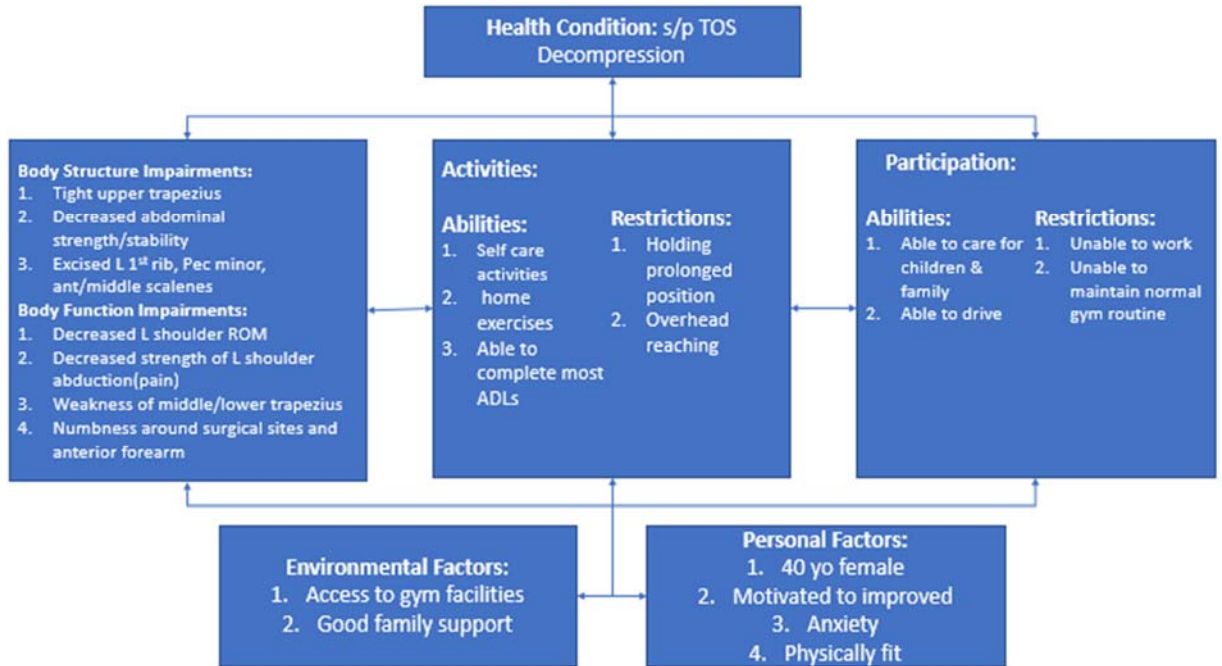 Health Condition: s/p TOS
Decompression
Body Structure Impairments:
1. Tight upper trapezius
2. Decreased abdominal
strength/stability
3. Excised L 1st rib, Pec minor,
ant/middle scalenes
Body Function Impairments:
1. Decreased L shoulder ROM
2. Decreased strength of L shoulder
abduction(pain)
3. Weakness of middle/lower trapezius
4. Numbness around surgical sites and
anterior forearm
Activities:
Abilities:
1. Self care
activities
2. home
exercises
3. Able to
complete most
ADLs
Restrictions:
1. Holding
prolonged
position
2. Overhead
reaching
Participation:
Abilities:
1. Able to care for
children &
family
2. Able to drive
Restrictions:
1. Unable to work
2. Unable to
maintain normal
gym routine
Environmental Factors:
1. Access to gym facilities
2. Good family support
Personal Factors:
1. 40 yo female
2. Motivated to improved
3. Anxiety
4. Physically fit